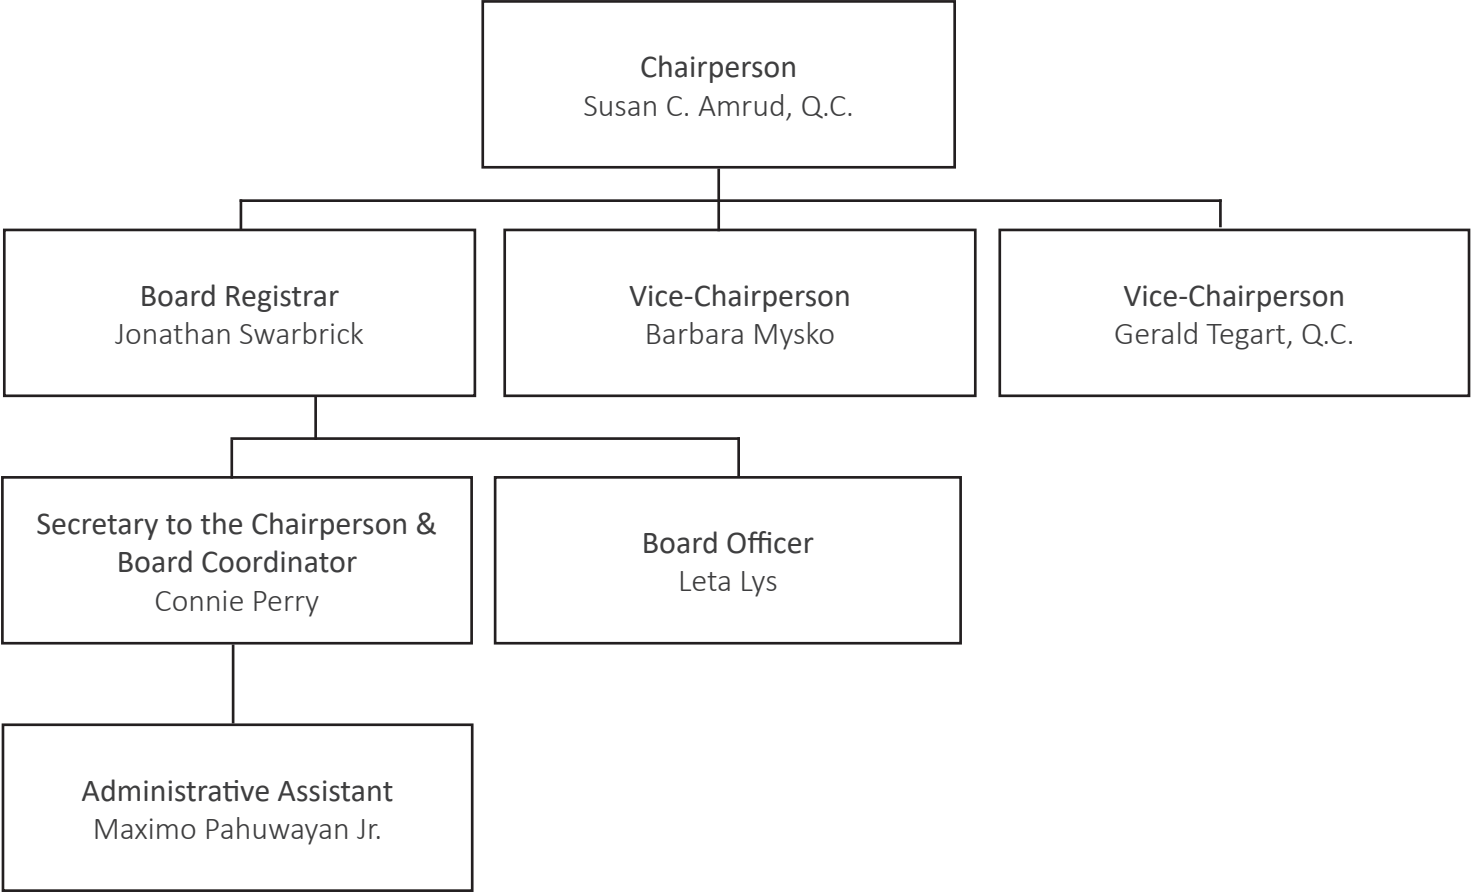 Chairperson
Susan C. Amrud, Q.C.
Board Registrar
Jonathan Swarbrick
Vice-Chairperson
Barbara Mysko
Vice-Chairperson
Gerald Tegart, Q.C.
Secretary to the Chairperson &
Board Coordinator
Connie Perry
Board Officer
Leta Lys
Administrative Assistant
Maximo Pahuwayan Jr.